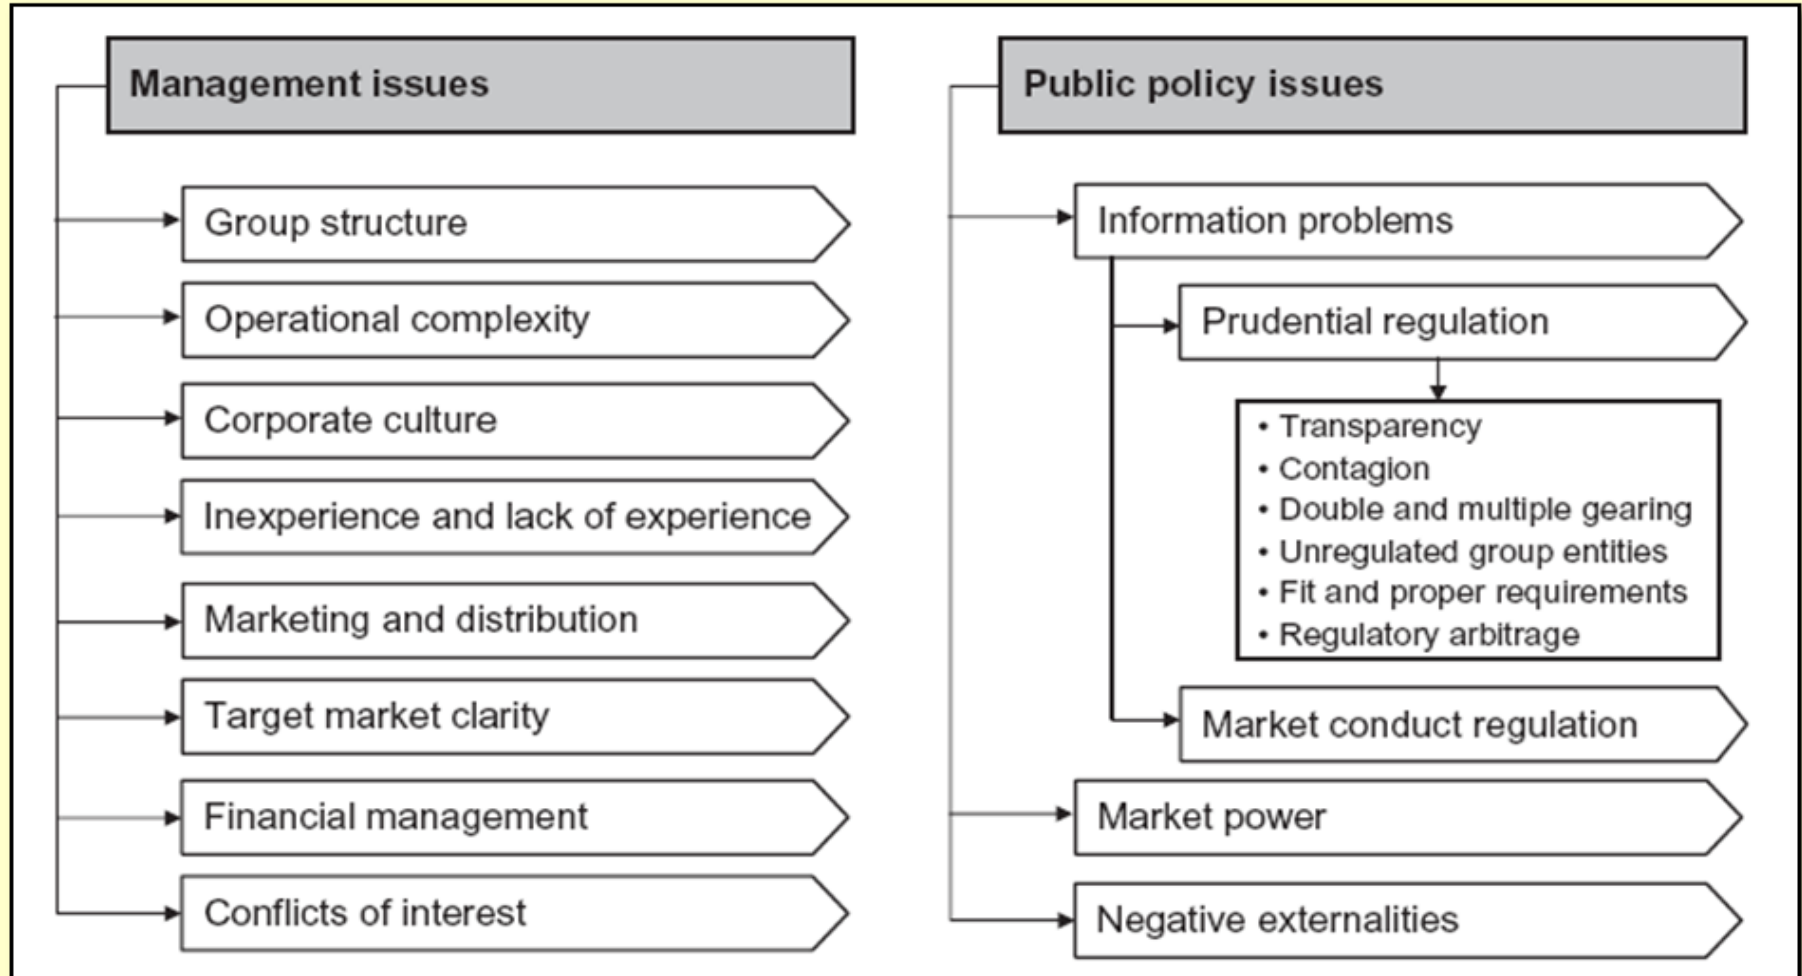 Management issues
Group structure
Operational complexity
Corporate culture
Inexperience and lack of experience
Marketing and distribution
Target market clarity
Financial management
Conflicts of interest
Public policy issues
Information problems
Prudential regulation
• Transparency
• Contagion
• Double and multiple gearing
• Unregulated group entities
• Fit and proper requirements
• Regulatory arbitrage
Market conduct regulation
Market power
Negative externalities